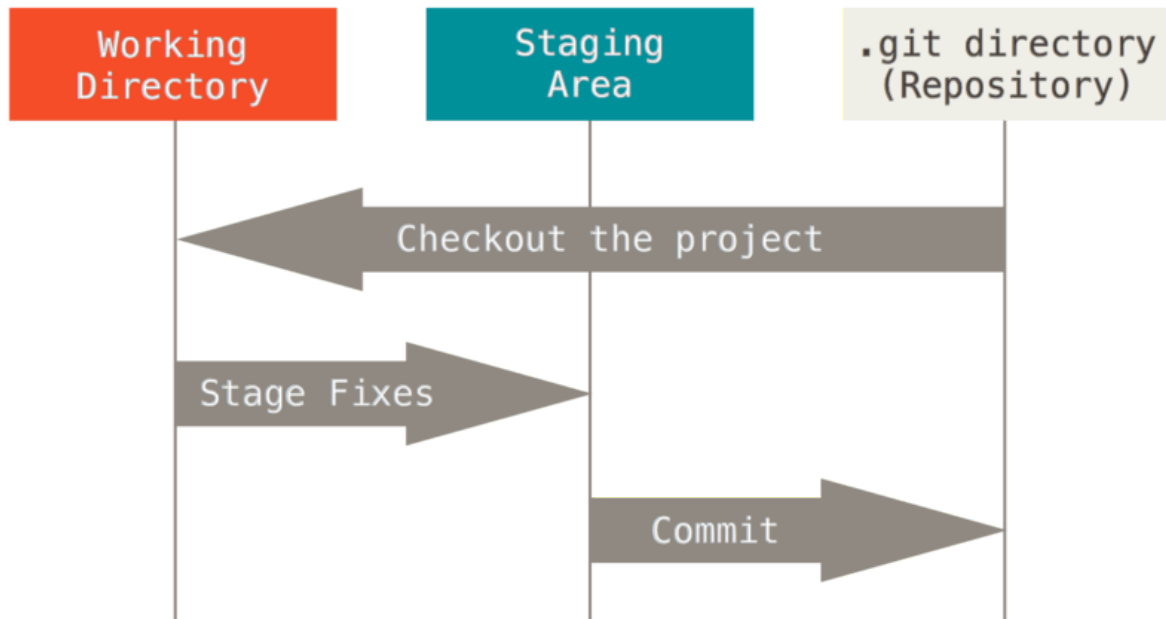 Working
Directory
Staging
Area
.git directory
(Repository)
Checkout the project
Stage Fixes
Commit